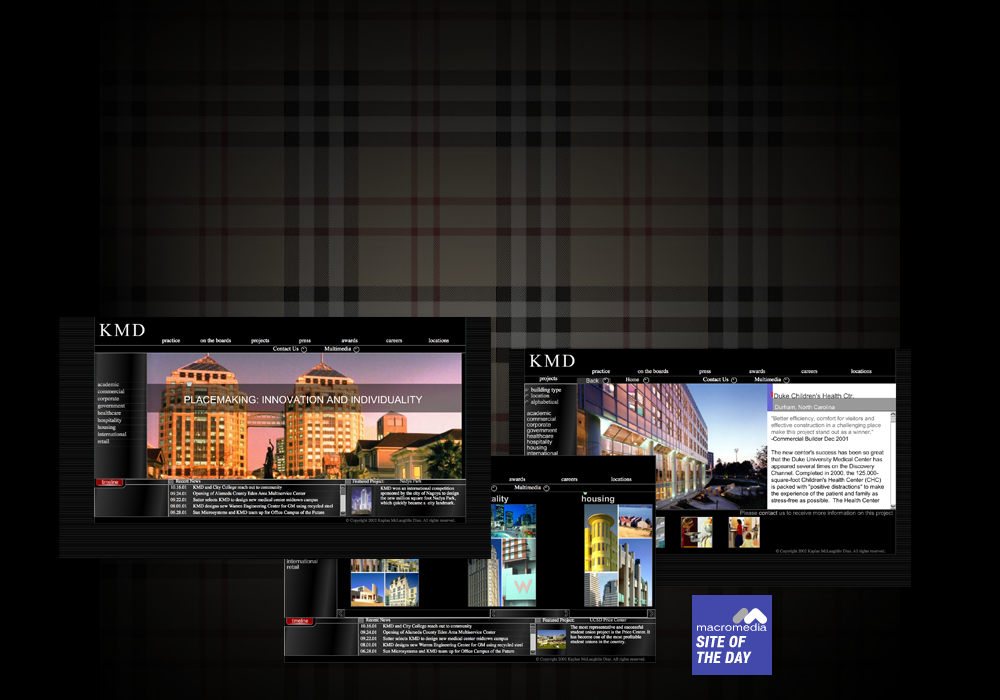 KMD
practice on the boards projects press awards careers locations
Contact Us Multimedia
academic
commercial
corporate
government
healthcare
hospitality
housing
international
retail
PLACEMAKING: INNOVATION AND INDIVIDUALITY
timeline
Recent News
10.18.01 KMD and City College reach out to community
09.24.01 Opening of Alameda County Eden Area Multiservice Center
09.22.01 Sutter selects KMD to design new medical center midtown campus
08.01.01 KMD designs new Warren Engineering Center for GM using recycled steel
06.28.01 Sun Microsystems and KMD team up for Office Campus of the Future
Featured Project: Nadya Park
KMD won an international competition
sponsored by the city of Nagoya to design
the new million square foot Nadya Park,
which quickly became a city landmark.
© Copyright 2002 Kaplan McLaughlin Diaz. All rights reserved.
KMD
practice on the boards press awards careers locations
projects Back Home Contact Us Multimedia
building type
location
alphabetical
academic
commercial
corporate
government
healthcare
hospitality
housing
international
Duke Children's Health Ctr.
Durham, North Carolina
"Better efficiency, comfort for visitors and
effective construction in a challenging place
make this project stand out as a winner."
-Commercial Builder Dec 2001
The new center's success has been so great
that the Duke University Medical Center has
appeared several times on the Discovery
Channel. Completed in 2000, the 125,000-
square-foot Children's Health Center (CHC)
is packed with "positive distractions" to make
the experience of the patient and family as
stress-free as possible. The Health Center
Please contact us to receive more information on this project
© Copyright 2002 Kaplan McLaughlin Diaz. All rights reserved.
awards careers locations
Multimedia
ality housing
international
retail
timeline
Recent News
10.18.01 KMD and City College reach out to community
09.24.01 Opening of Alameda County Eden Area Multiservice Center
09.22.01 Sutter selects KMD to design new medical center midtown campus
08.01.01 KMD designs new Warren Engineering Center for GM using recycled steel
06.28.01 Sun Microsystems and KMD team up for Office Campus of the Future
Featured Project: UCSD Price Center
The most representative and successful
student union project is the Price Center. It
has become one of the most profitable
student unions in the country.
© Copyright 2002 Kaplan McLaughlin Diaz. All rights reserved.
macromedia
SITE OF
THE DAY